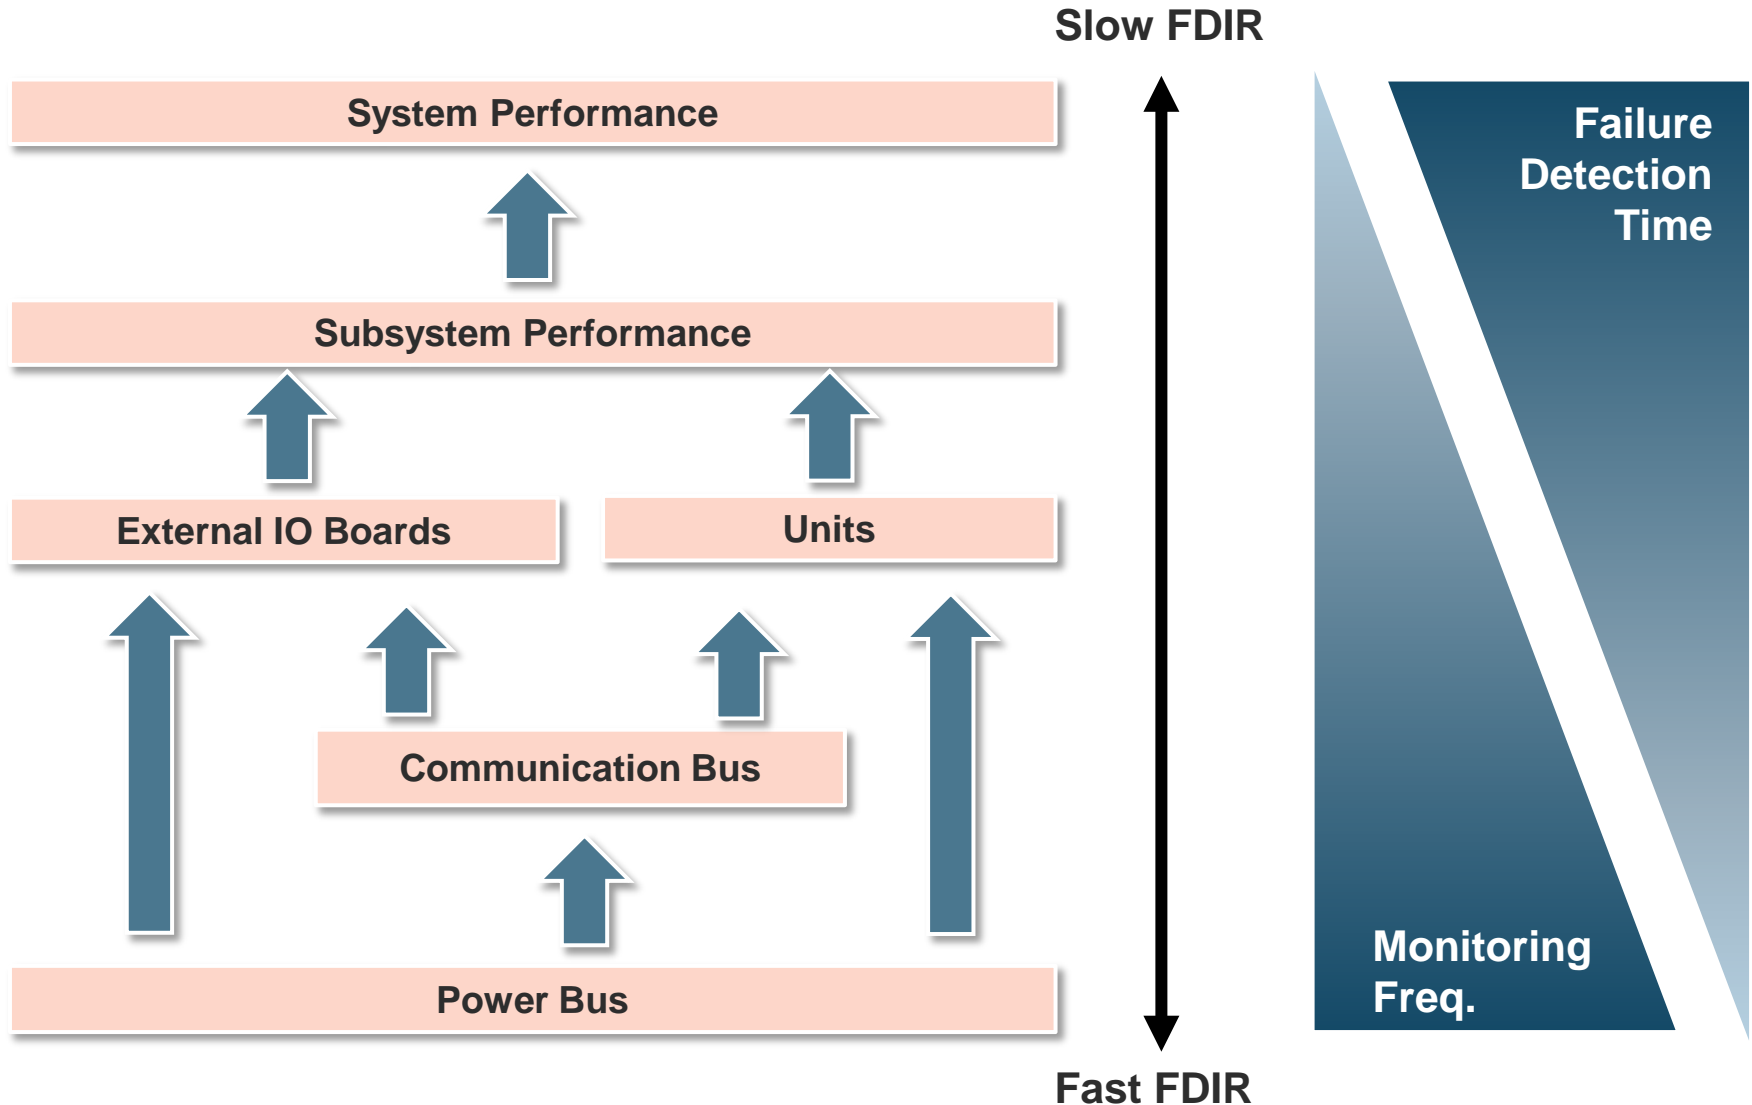 Slow FDIR
System Performance
Failure
Detection
Time
Subsystem Performance
External IO Boards
Units
Communication Bus
Monitoring
Freq.
Power Bus
Fast FDIR